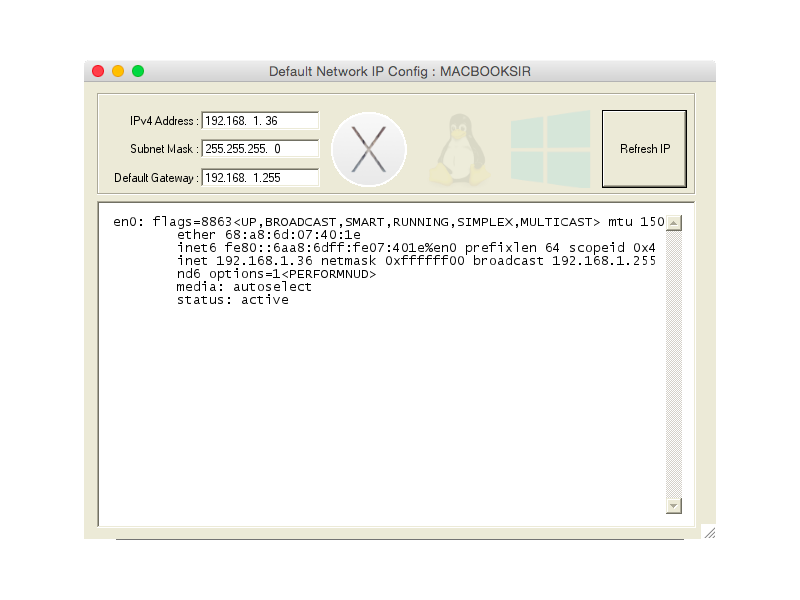 Default Network IP Config : MACBOOKSIR
IPv4 Address : 192.168. 1. 36
Subnet Mask : 255.255.255. 0
Default Gateway : 192.168. 1.255
X
Refresh IP
en0: flags=8863<UP,BROADCAST,SMART,RUNNING,SIMPLEX,MULTICAST> mtu 150
ether 68:a8:6d:07:40:1e
inet6 fe80::6aa8:6dff:fe07:401e%en0 prefixlen 64 scopeid 0x4
inet 192.168.1.36 netmask 0xffffff00 broadcast 192.168.1.255
nd6 options=1<PERFORMNUD>
media: autoselect
status: active